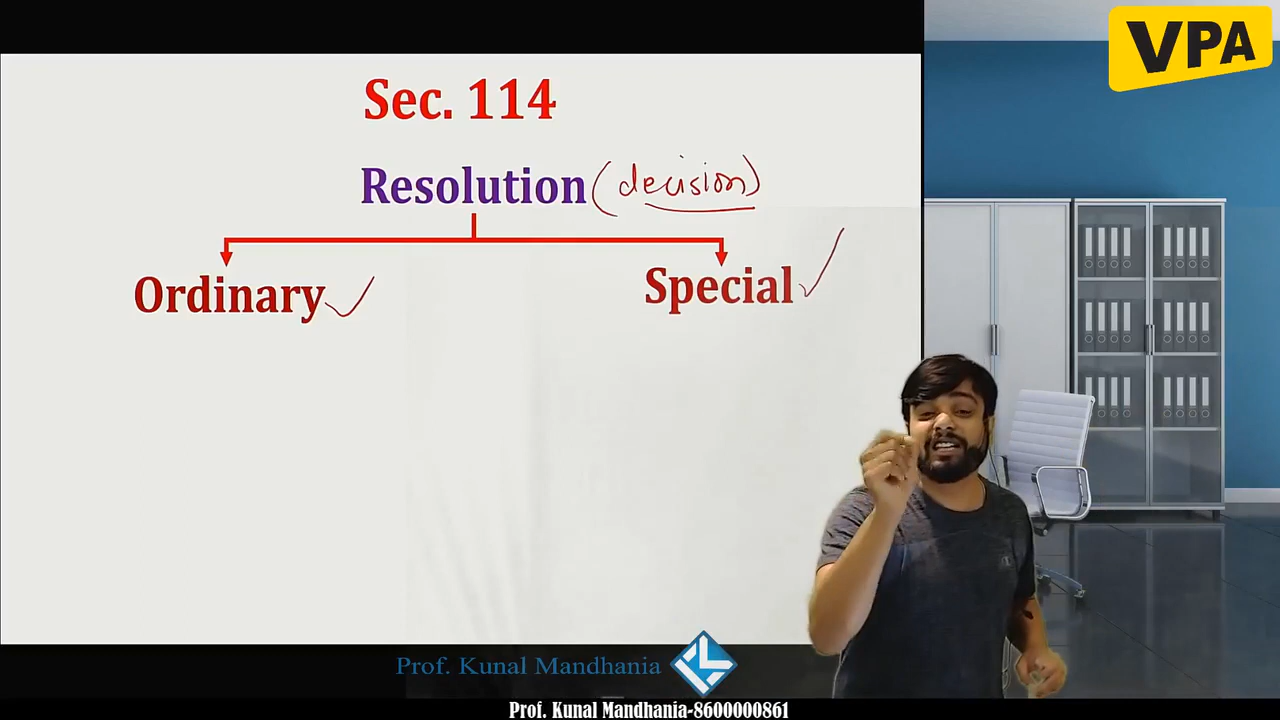 VPA
Sec. 114
Resolution (decision)
Ordinary Special
Prof. Kunal Mandhania
Prof. Kunal Mandhania-8600000861